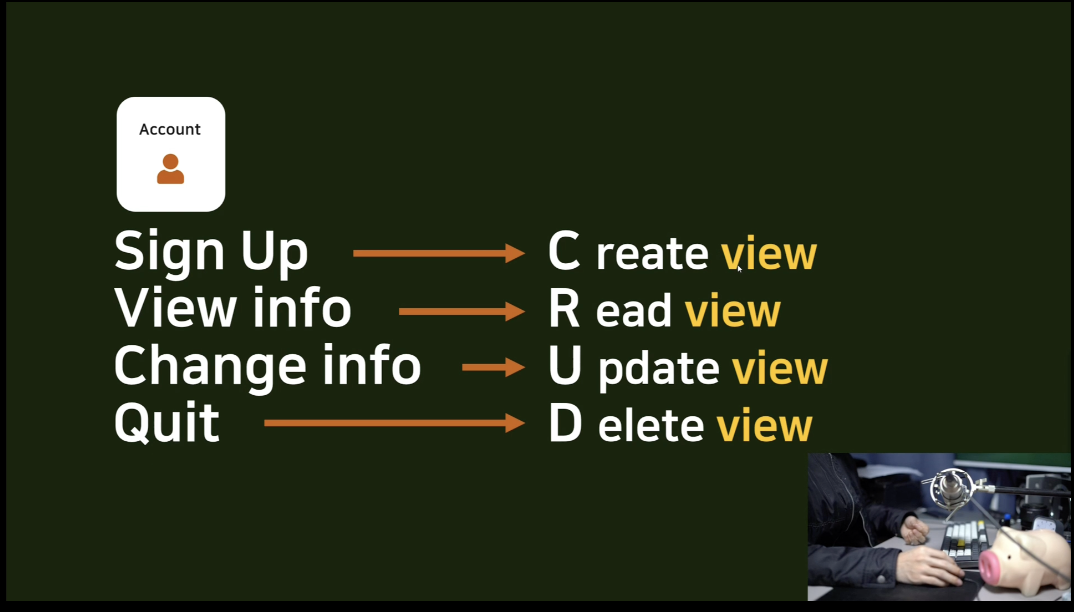 Account
Sign Up C reate view
View info R ead view
Change info U pdate view
Quit D elete view